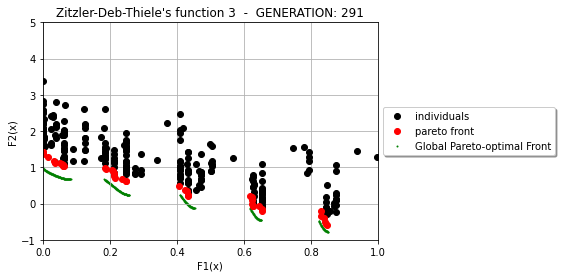 Zitzler-Deb-Thiele's function 3 - GENERATION: 291
5
4
3
2
1
0
−1
F2(x)
0.0 0.2 0.4 0.6 0.8 1.0
F1(x)
individuals
pareto front
Global Pareto-optimal Front